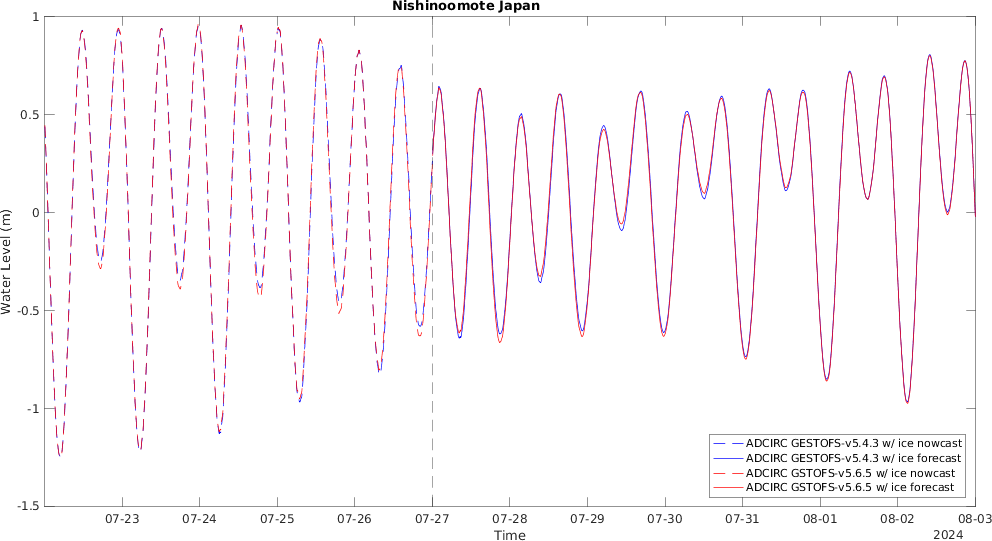 Nishinoomote Japan
1
0.5
0
-0.5
-1
-1.5
Water Level (m)
07-23 07-24 07-25 07-26 07-27 07-28 07-29 07-30 07-31 08-01 08-02 08-03
Time
2024
ADCIRC GESTOFS-v5.4.3 w/ ice nowcast
ADCIRC GESTOFS-v5.4.3 w/ ice forecast
ADCIRC GSTOFS-v5.6.5 w/ ice nowcast
ADCIRC GSTOFS-v5.6.5 w/ ice forecast